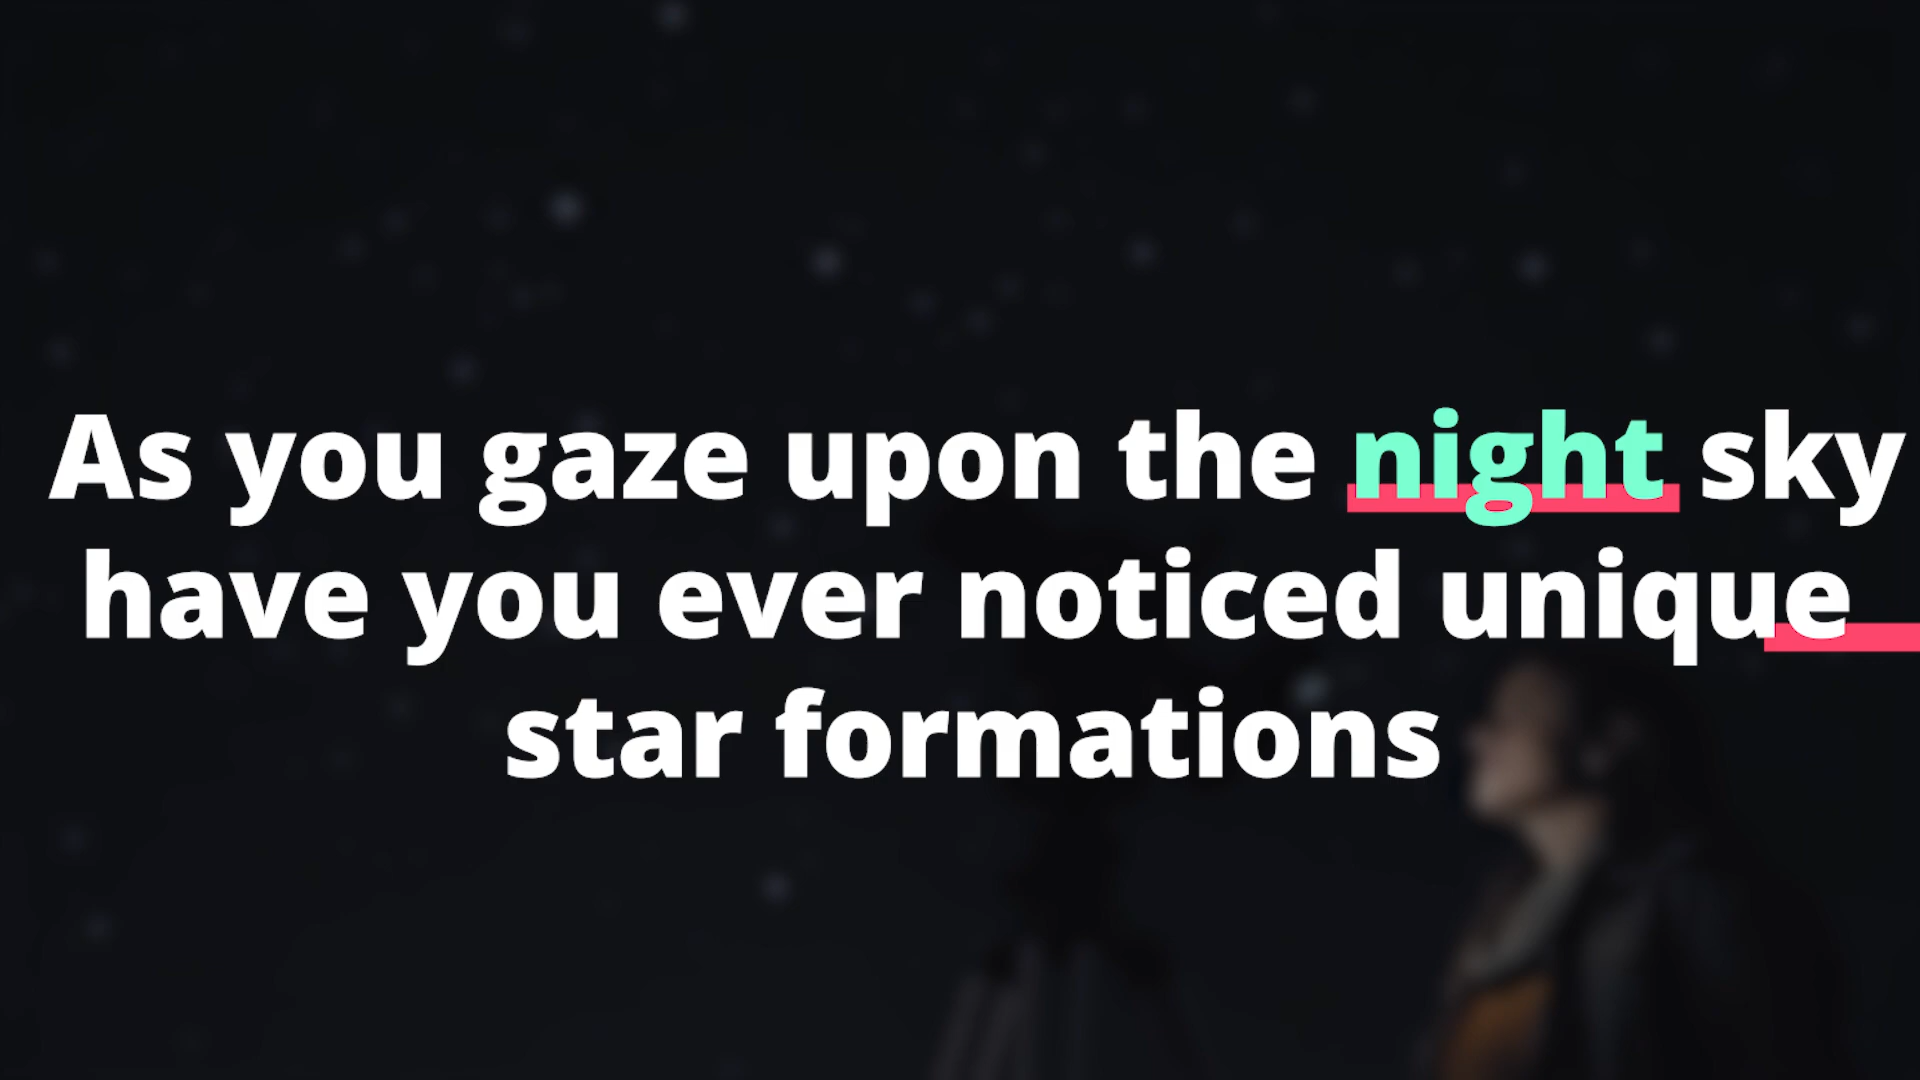 As you gaze upon the night sky
have you ever noticed unique
star formations